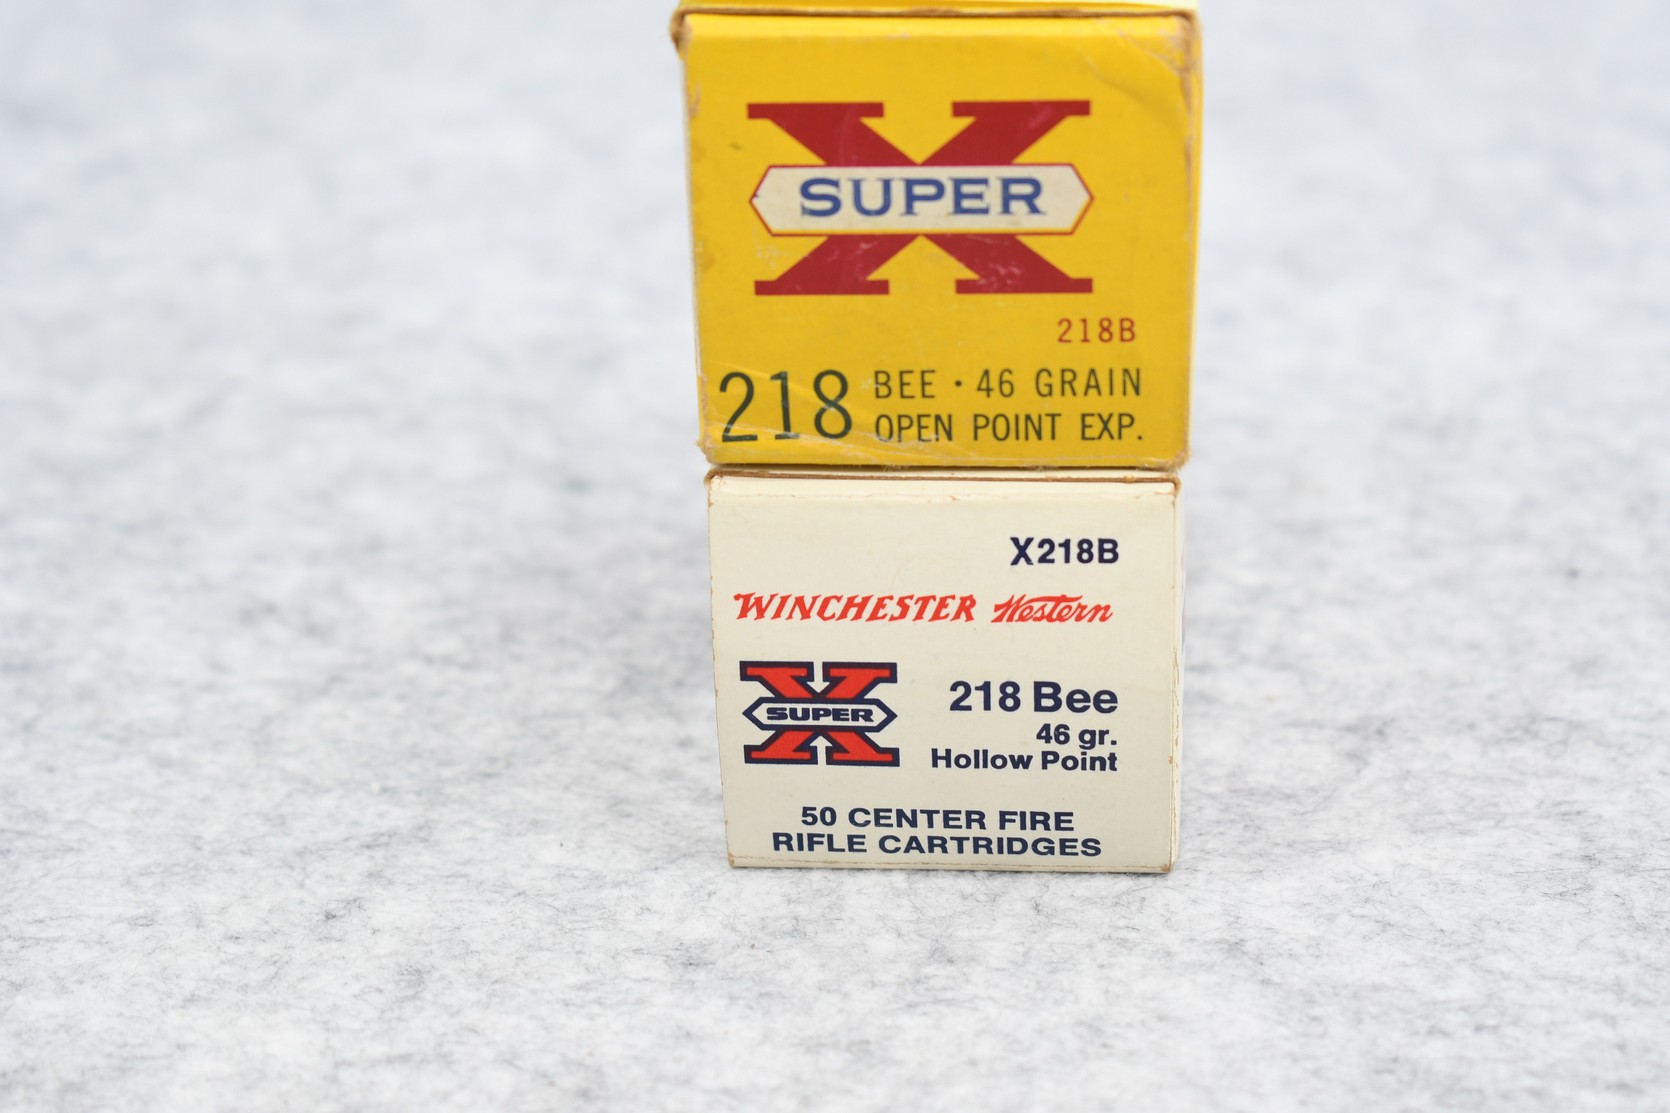 X
SUPER
218B
218 BEE · 46 GRAIN
OPEN POINT EXP.
X218B
WINCHESTER Western
X
SUPER
218 Bee
46 gr.
Hollow Point
50 CENTER FIRE
RIFLE CARTRIDGES